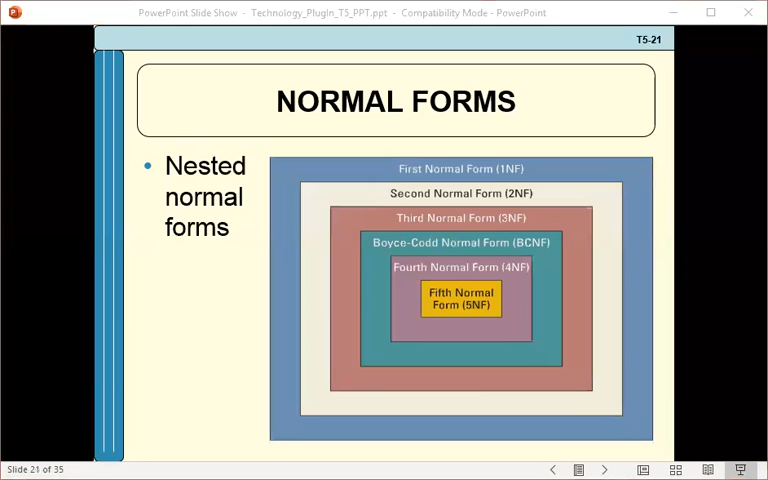 PowerPoint Slide Show - Technology_PlugIn_T5_PPT.ppt - Compatibility Mode - PowerPoint
T5-21
NORMAL FORMS
• Nested
normal
forms
First Normal Form (1NF)
Second Normal Form (2NF)
Third Normal Form (3NF)
Boyce-Codd Normal Form (BCNF)
Fourth Normal Form (4NF)
Fifth Normal
Form (5NF)
Slide 21 of 35